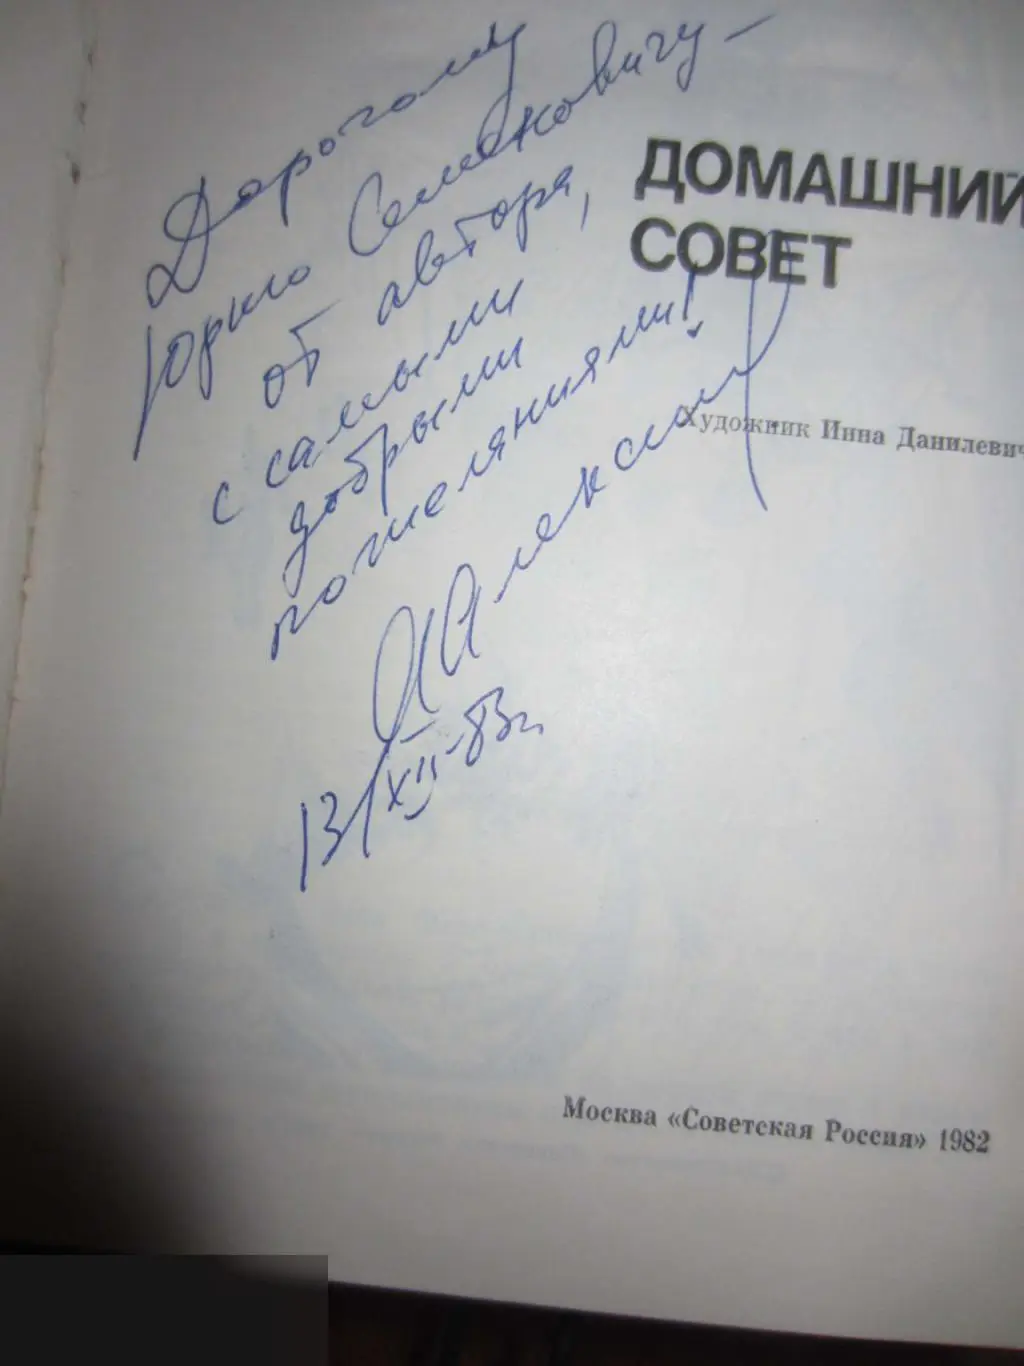 Дорогому
Юрию Семеновичу –
от автора,
с самыми
добрыми
пожеланиями!
13/XII-83г.
ДОМАШНИЙ
СОВЕТ
Художник Инна Данилевич
Москва «Советская Россия» 1982